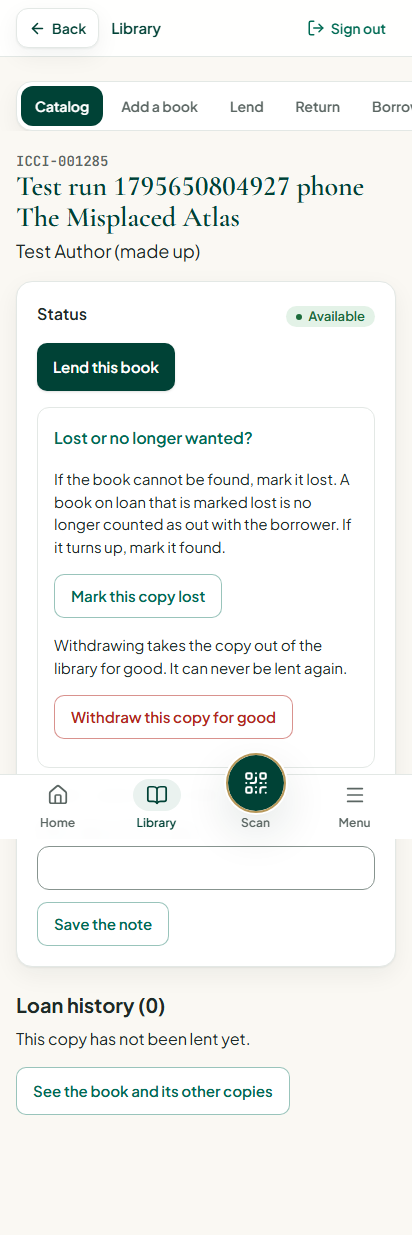 Back
Library
Sign out
Catalog
Add a book
Lend
Return
Borrow
ICCI-001285
Test run 1795650804927 phone
The Misplaced Atlas
Test Author (made up)
Status
Available
Lend this book
Lost or no longer wanted?
If the book cannot be found, mark it lost. A
book on loan that is marked lost is no
longer counted as out with the borrower. If
it turns up, mark it found.
Mark this copy lost
Withdrawing takes the copy out of the
library for good. It can never be lent again.
Withdraw this copy for good
Home
Library
Scan
Menu
Save the note
Loan history (0)
This copy has not been lent yet.
See the book and its other copies